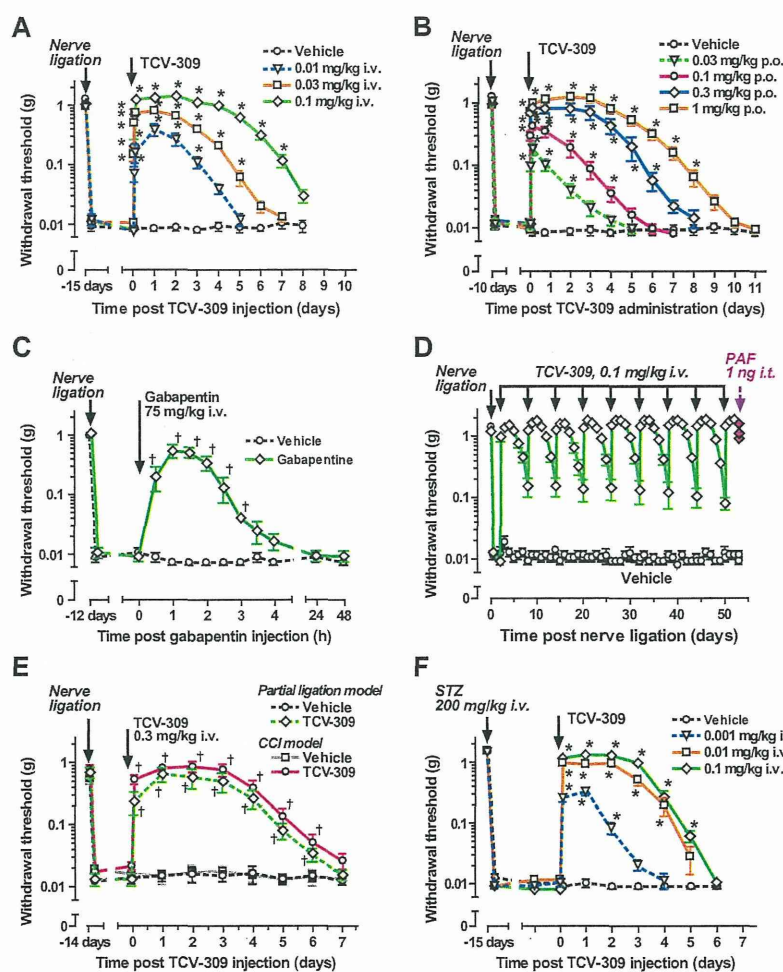 A
Nerve
ligation
TCV-309
Vehicle
0.01 mg/kg i.v.
0.03 mg/kg i.v.
0.1 mg/kg i.v.
Withdrawal threshold (g)
1
0.1
0.01
0
-15 days
0 1 2 3 4 5 6 7 8 9 10
Time post TCV-309 injection (days)
B
Nerve
ligation
TCV-309
Vehicle
0.03 mg/kg p.o.
0.1 mg/kg p.o.
0.3 mg/kg p.o.
1 mg/kg p.o.
Withdrawal threshold (g)
1
0.1
0.01
0
-10 days
0 1 2 3 4 5 6 7 8 9 10 11
Time post TCV-309 administration (days)
C
Nerve
ligation
Gabapentin
75 mg/kg i.v.
Vehicle
Gabapentine
Withdrawal threshold (g)
1
0.1
0.01
0
-12 days
0 1 2 3 4 24 48
Time post gabapentin injection (h)
D
Nerve
ligation
TCV-309, 0.1 mg/kg i.v.
PAF
1 ng i.t.
Withdrawal threshold (g)
1
0.1
0.01
0
Vehicle
0 10 20 30 40 50
Time post nerve ligation (days)
E
Nerve
ligation
TCV-309
0.3 mg/kg i.v.
Partial ligation model
Vehicle
TCV-309
CCI model
Vehicle
TCV-309
Withdrawal threshold (g)
1
0.1
0.01
0
-14 days
0 1 2 3 4 5 6 7
Time post TCV-309 injection (days)
F
STZ
200 mg/kg i.v.
TCV-309
Vehicle
0.001 mg/kg i.v.
0.01 mg/kg i.v.
0.1 mg/kg i.v.
Withdrawal threshold (g)
1
0.1
0.01
0
-15 days
0 1 2 3 4 5 6 7
Time post TCV-309 injection (days)